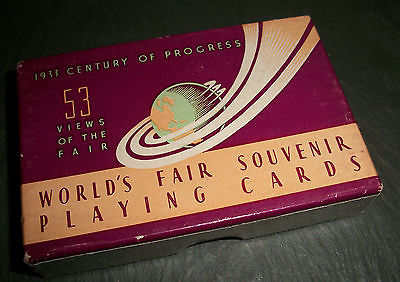 1933 CENTURY OF PROGRESS
53
VIEWS
OF THE
FAIR
WORLD'S FAIR SOUVENIR
PLAYING CARDS